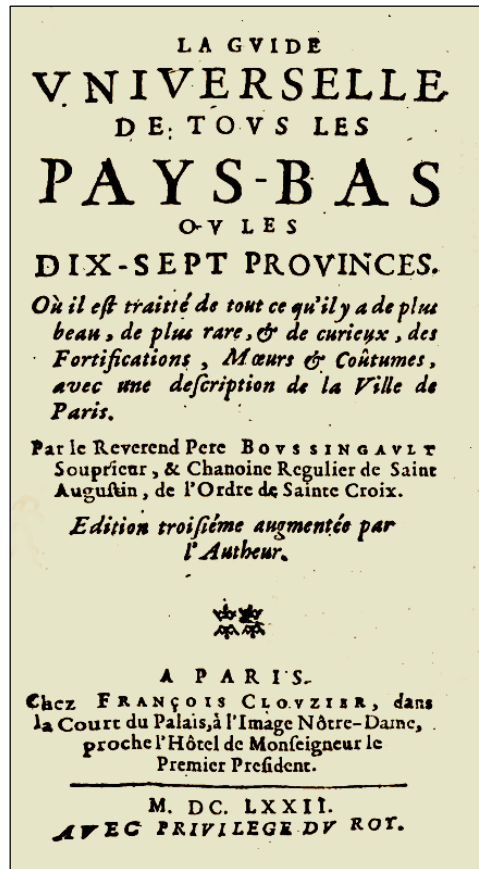 LA GVIDE
VNIVERSELLE
DE TOVS LES
PAYS-BAS
OV LES
DIX-SEPT PROVINCES.
Où il eſt traitté de tout ce qu'il y a de plus
beau, de plus rare, & de curieux, des
Fortifications, Mœurs & Coûtumes,
avec une deſcription de la Ville de
Paris.
Par le Reverend Pere BOVSSINGAVLT
Souprieur, & Chanoine Regulier de Saint
Auguſtin, de l'Ordre de Sainte Croix.
Edition troiſiéme augmentée par
l'Autheur.
A PARIS.
Chez FRANÇOIS CLOVZIER, dans
la Court du Palais, à l'Image Nôtre-Dame,
proche l'Hôtel de Monſeigneur le
Premier Preſident.
M. DC. LXXII.
AVEC PRIVILEGE DV ROY.